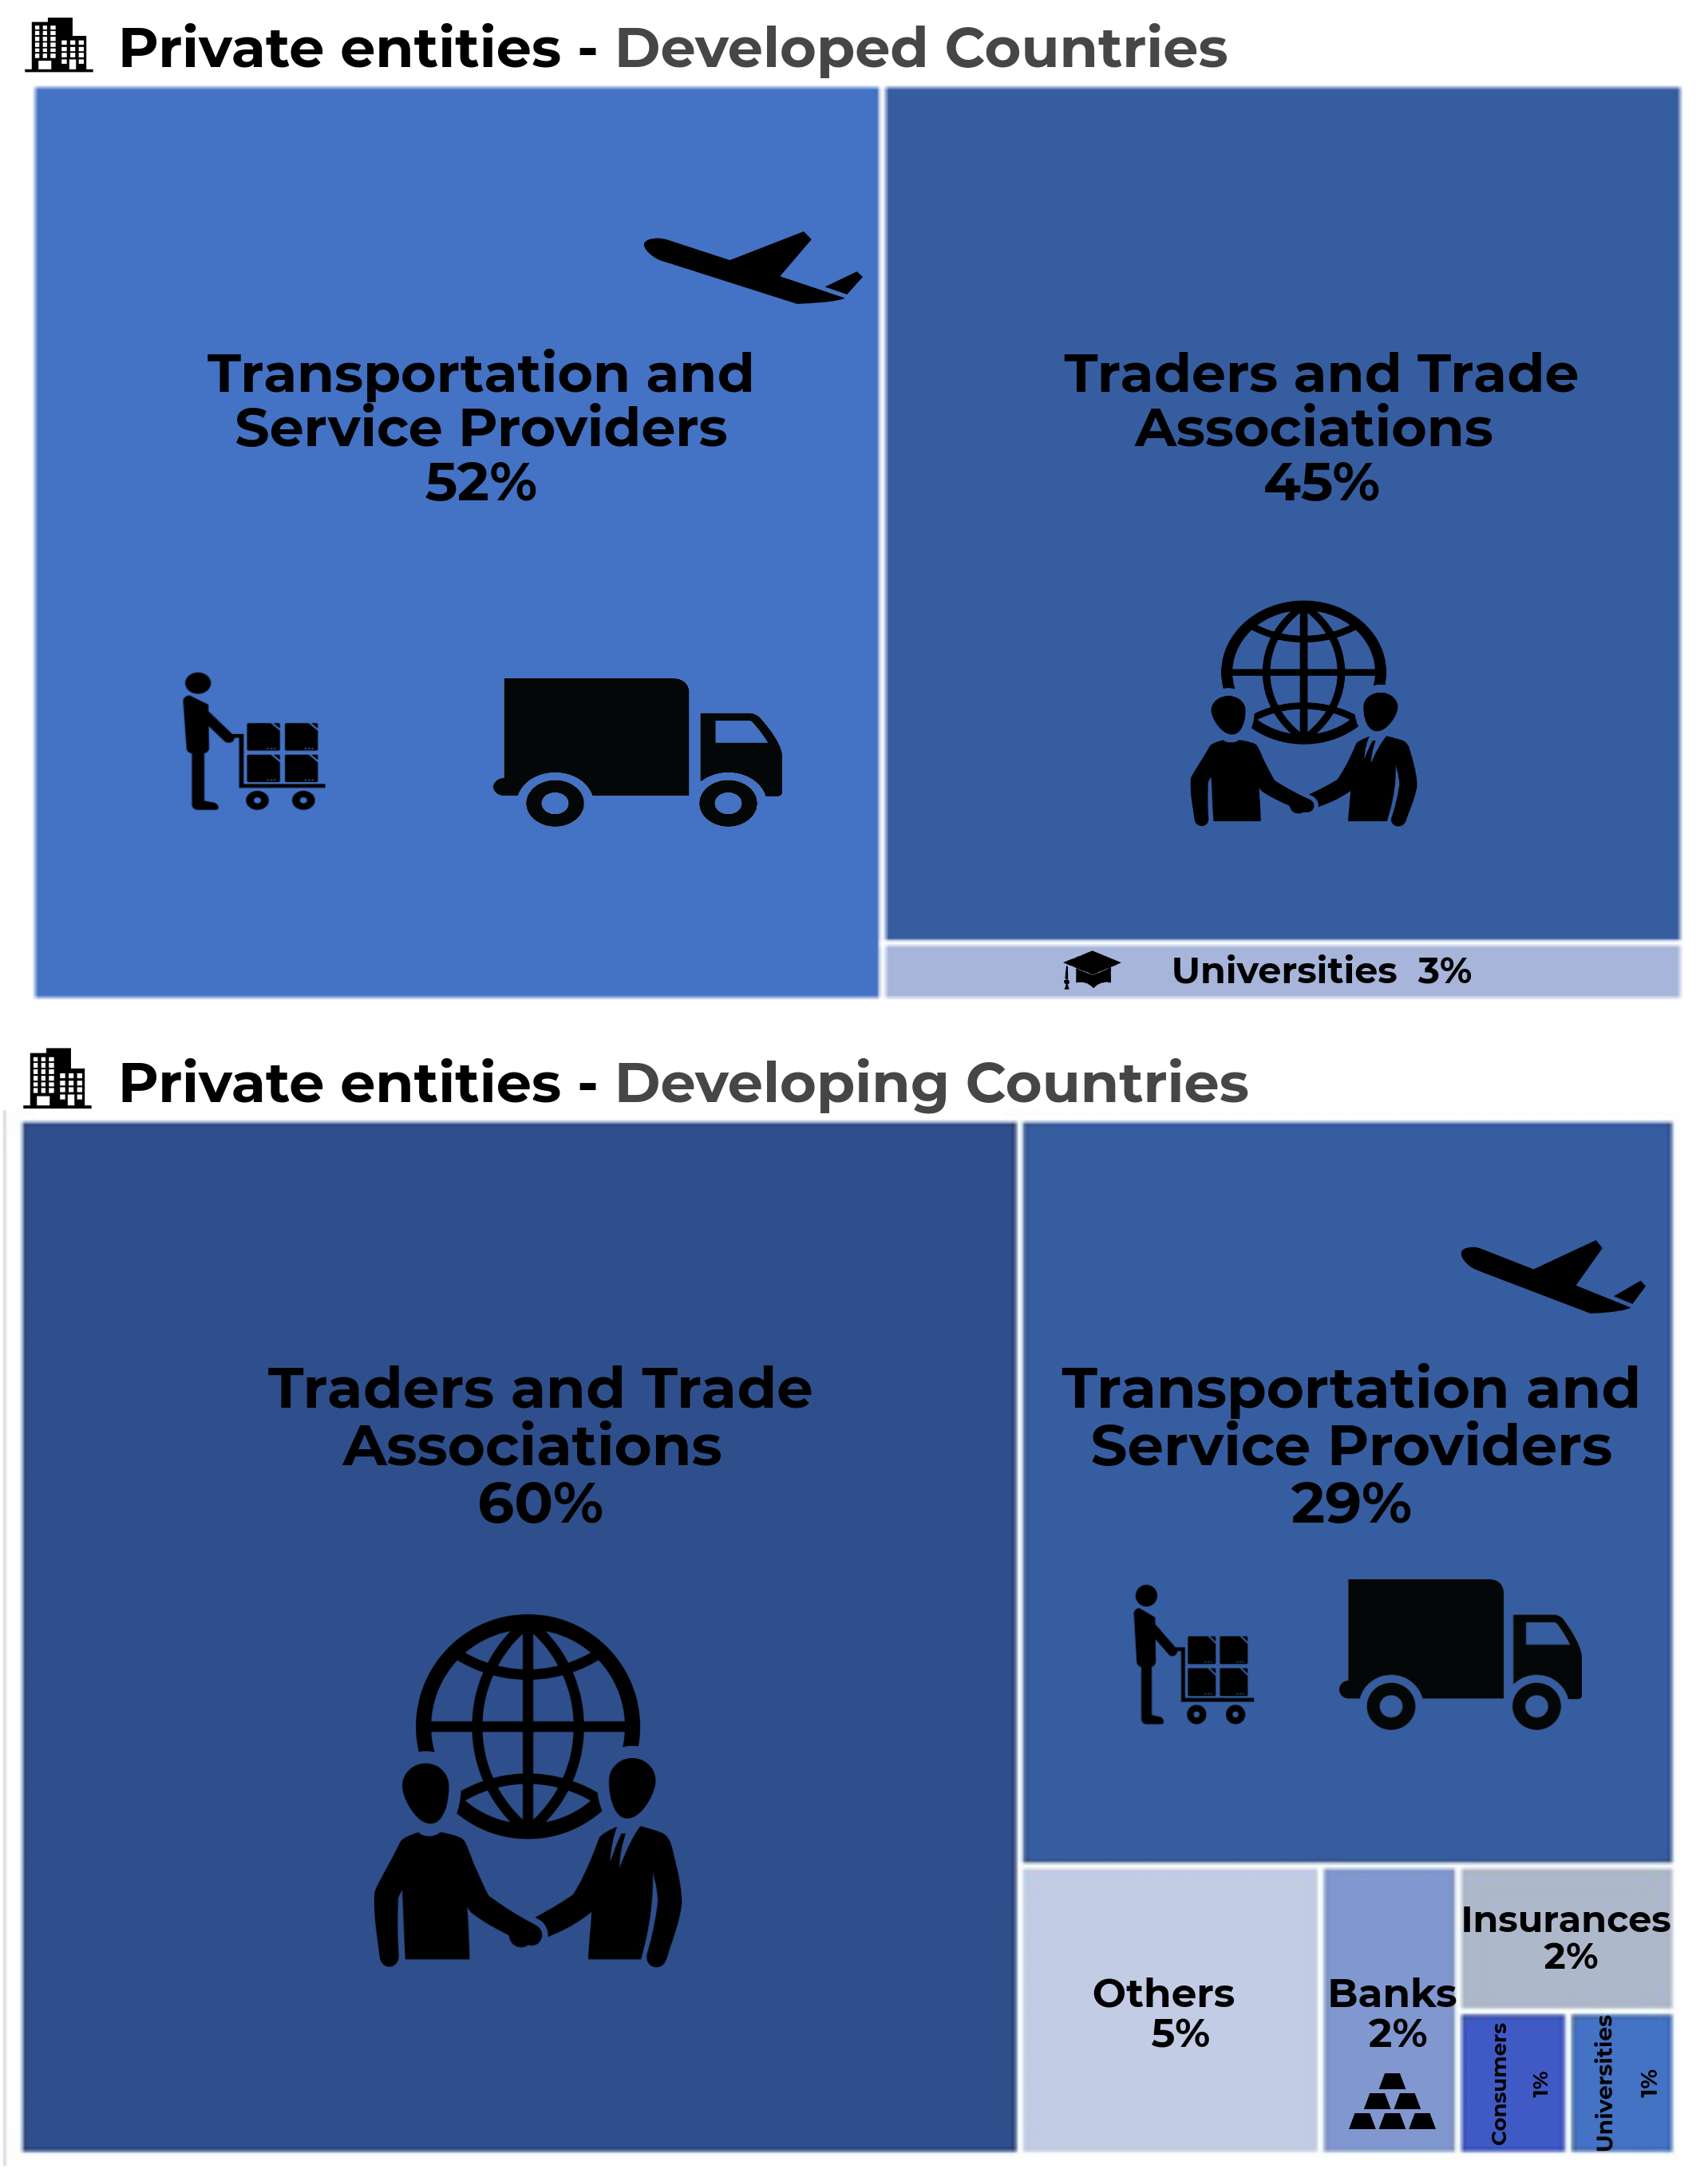 Private entities - Developed Countries
Transportation and
Service Providers
52%
Traders and Trade
Associations
45%
Universities 3%
Private entities - Developing Countries
Traders and Trade
Associations
60%
Transportation and
Service Providers
29%
Others
5%
Banks
2%
Insurances
2%
Consumers
1%
Universities
1%